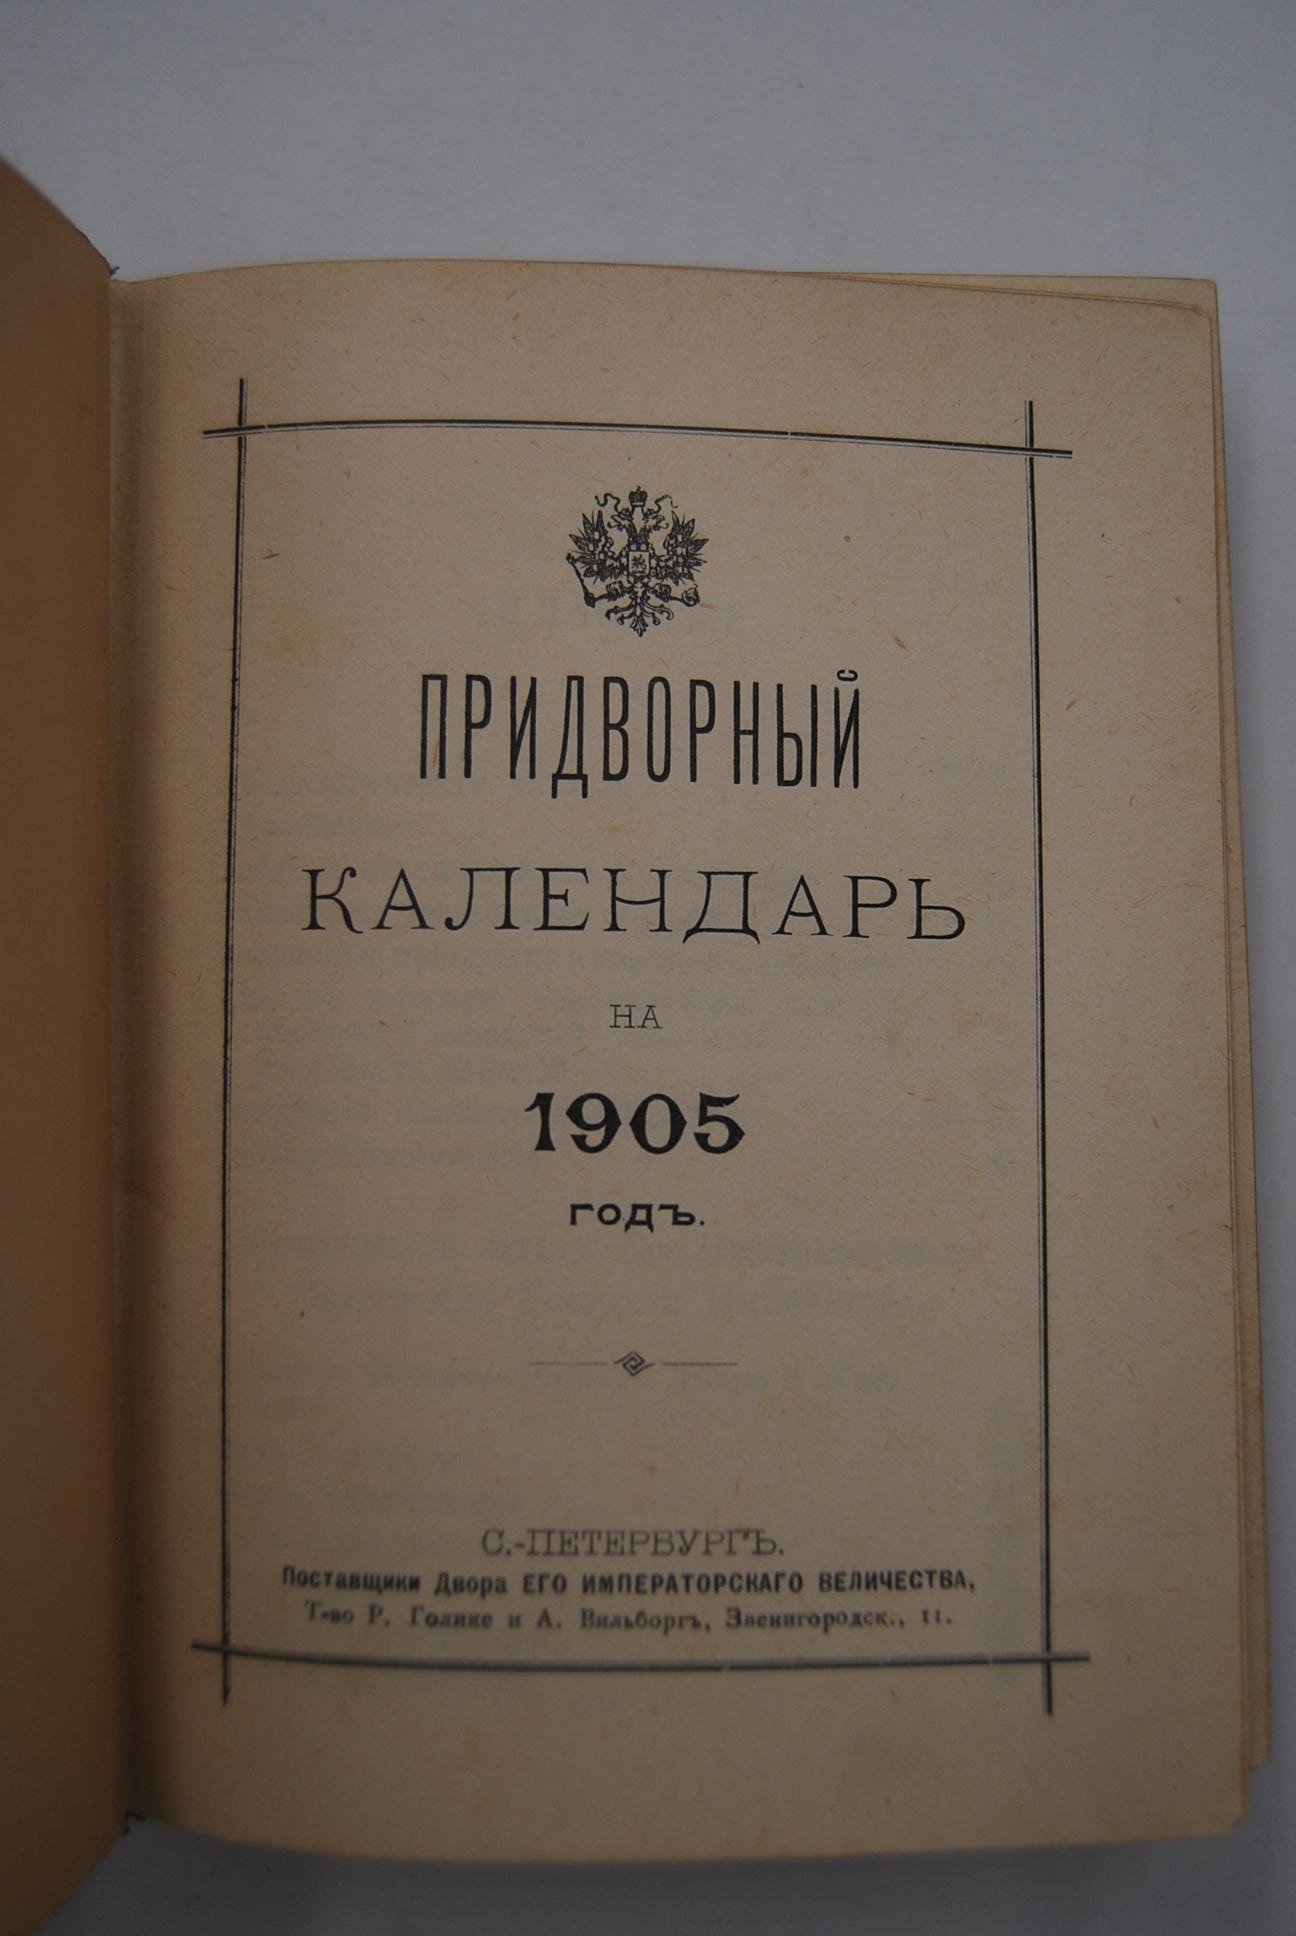 ПРИДВОРНЫЙ
КАЛЕНДАРЬ
НА
1905
ГОДЪ.
С.-ПЕТЕРБУРГЪ.
Поставщики Двора ЕГО ИМПЕРАТОРСКАГО ВЕЛИЧЕСТВА,
Т-во Р. Голике и А. Вильборгъ, Звенигородск., 11.